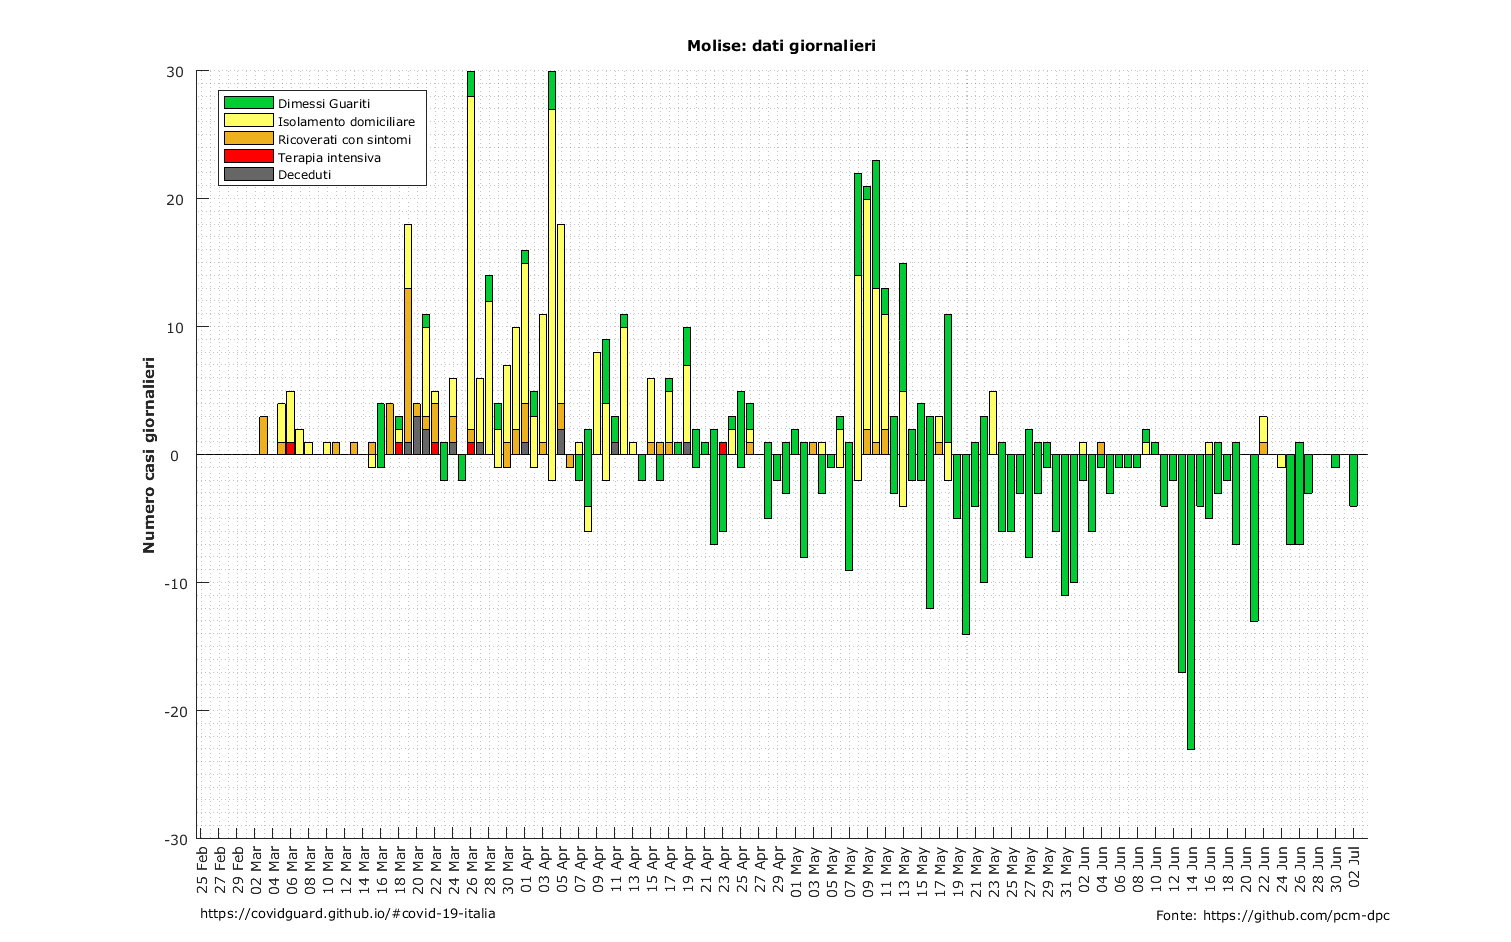 Molise: dati giornalieri
Dimessi Guariti
Isolamento domiciliare
Ricoverati con sintomi
Terapia intensiva
Deceduti
Numero casi giornalieri
30
20
10
0
-10
-20
-30
25 Feb
27 Feb
29 Feb
02 Mar
04 Mar
06 Mar
08 Mar
10 Mar
12 Mar
14 Mar
16 Mar
18 Mar
20 Mar
22 Mar
24 Mar
26 Mar
28 Mar
30 Mar
01 Apr
03 Apr
05 Apr
07 Apr
09 Apr
11 Apr
13 Apr
15 Apr
17 Apr
19 Apr
21 Apr
23 Apr
25 Apr
27 Apr
29 Apr
01 May
03 May
05 May
07 May
09 May
11 May
13 May
15 May
17 May
19 May
21 May
23 May
25 May
27 May
29 May
31 May
02 Jun
04 Jun
06 Jun
08 Jun
10 Jun
12 Jun
14 Jun
16 Jun
18 Jun
20 Jun
22 Jun
24 Jun
26 Jun
28 Jun
30 Jun
02 Jul
https://covidguard.github.io/#covid-19-italia
Fonte: https://github.com/pcm-dpc